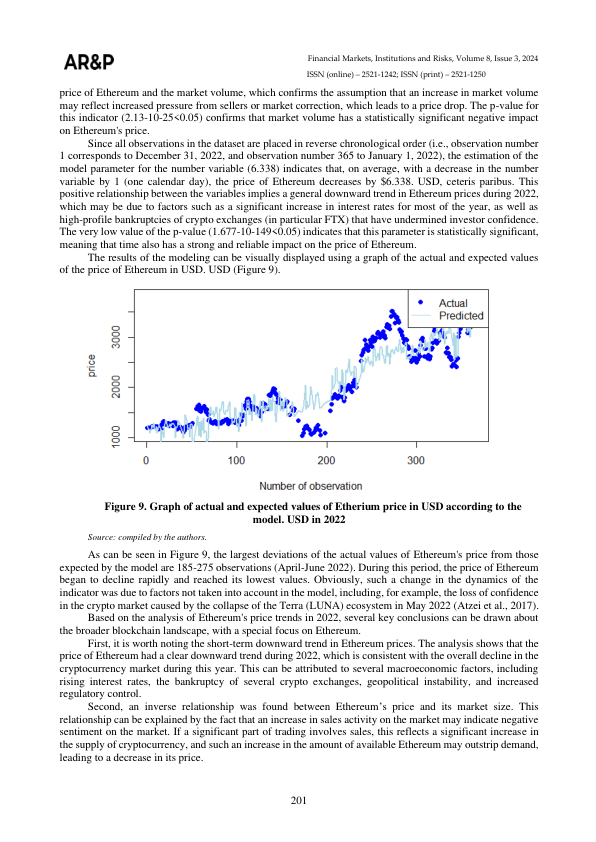 AR&P
Financial Markets, Institutions and Risks, Volume 8, Issue 3, 2024
ISSN (online) – 2521-1242; ISSN (print) – 2521-1250
price of Ethereum and the market volume, which confirms the assumption that an increase in market volume
may reflect increased pressure from sellers or market correction, which leads to a price drop. The p-value for
this indicator (2.13-10-25<0.05) confirms that market volume has a statistically significant negative impact
on Ethereum's price.
Since all observations in the dataset are placed in reverse chronological order (i.e., observation number
1 corresponds to December 31, 2022, and observation number 365 to January 1, 2022), the estimation of the
model parameter for the number variable (6.338) indicates that, on average, with a decrease in the number
variable by 1 (one calendar day), the price of Ethereum decreases by $6.338. USD, ceteris paribus. This
positive relationship between the variables implies a general downward trend in Ethereum prices during 2022,
which may be due to factors such as a significant increase in interest rates for most of the year, as well as
high-profile bankruptcies of crypto exchanges (in particular FTX) that have undermined investor confidence.
The very low value of the p-value (1.677-10-149<0.05) indicates that this parameter is statistically significant,
meaning that time also has a strong and reliable impact on the price of Ethereum.
The results of the modeling can be visually displayed using a graph of the actual and expected values
of the price of Ethereum in USD. USD (Figure 9).
Actual
Predicted
3000
2000
1000
price
0 100 200 300
Number of observation
Figure 9. Graph of actual and expected values of Etherium price in USD according to the
model. USD in 2022
Source: compiled by the authors.
As can be seen in Figure 9, the largest deviations of the actual values of Ethereum's price from those
expected by the model are 185-275 observations (April-June 2022). During this period, the price of Ethereum
began to decline rapidly and reached its lowest values. Obviously, such a change in the dynamics of the
indicator was due to factors not taken into account in the model, including, for example, the loss of confidence
in the crypto market caused by the collapse of the Terra (LUNA) ecosystem in May 2022 (Atzei et al., 2017).
Based on the analysis of Ethereum's price trends in 2022, several key conclusions can be drawn about
the broader blockchain landscape, with a special focus on Ethereum.
First, it is worth noting the short-term downward trend in Ethereum prices. The analysis shows that the
price of Ethereum had a clear downward trend during 2022, which is consistent with the overall decline in the
cryptocurrency market during this year. This can be attributed to several macroeconomic factors, including
rising interest rates, the bankruptcy of several crypto exchanges, geopolitical instability, and increased
regulatory control.
Second, an inverse relationship was found between Ethereum’s price and its market size. This
relationship can be explained by the fact that an increase in sales activity on the market may indicate negative
sentiment on the market. If a significant part of trading involves sales, this reflects a significant increase in
the supply of cryptocurrency, and such an increase in the amount of available Ethereum may outstrip demand,
leading to a decrease in its price.
201